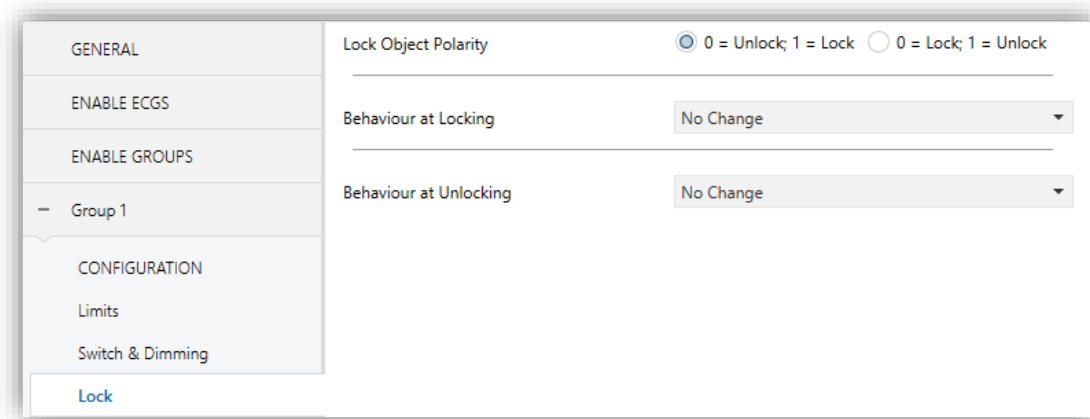 GENERAL
ENABLE ECGS
ENABLE GROUPS
Group 1
CONFIGURATION
Limits
Switch & Dimming
Lock
Lock Object Polarity
0 = Unlock; 1 = Lock 0 = Lock; 1 = Unlock
Behaviour at Locking
No Change
Behaviour at Unlocking
No Change